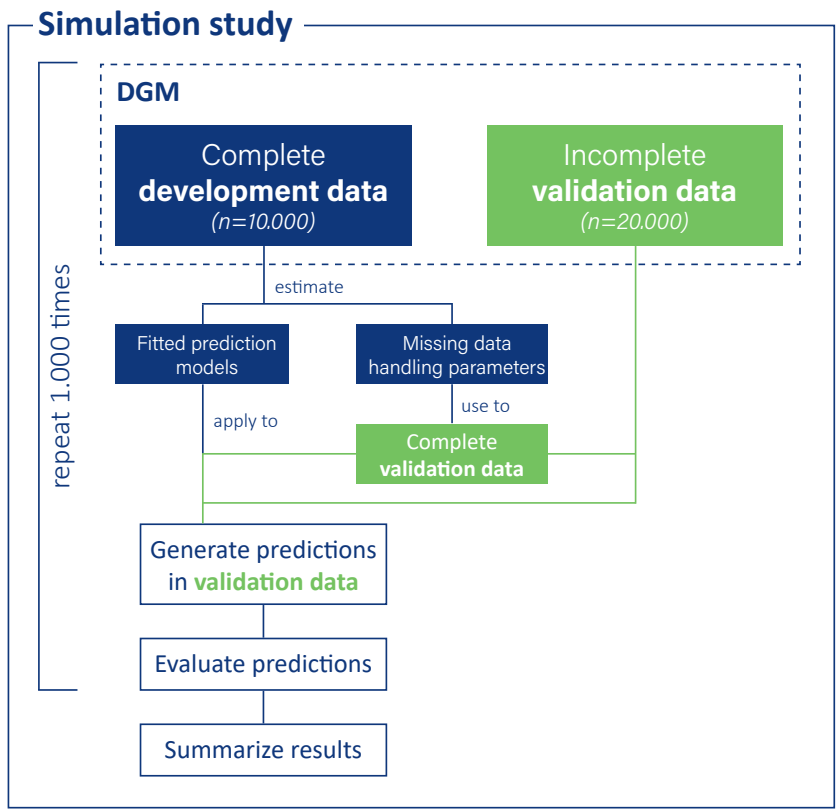 Simulation study
DGM
Complete
development data
(n=10.000)
Incomplete
validation data
(n=20.000)
repeat 1.000 times
estimate
Fitted prediction
models
Missing data
handling parameters
apply to
use to
Complete
validation data
Generate predictions
in validation data
Evaluate predictions
Summarize results